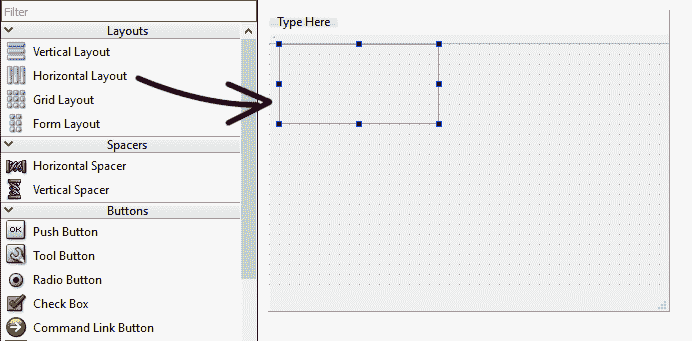 Filter
Layouts
Vertical Layout
Horizontal Layout
Grid Layout
Form Layout
Spacers
Horizontal Spacer
Vertical Spacer
Buttons
OK
Push Button
Tool Button
Radio Button
Check Box
Command Link Button
Type Here